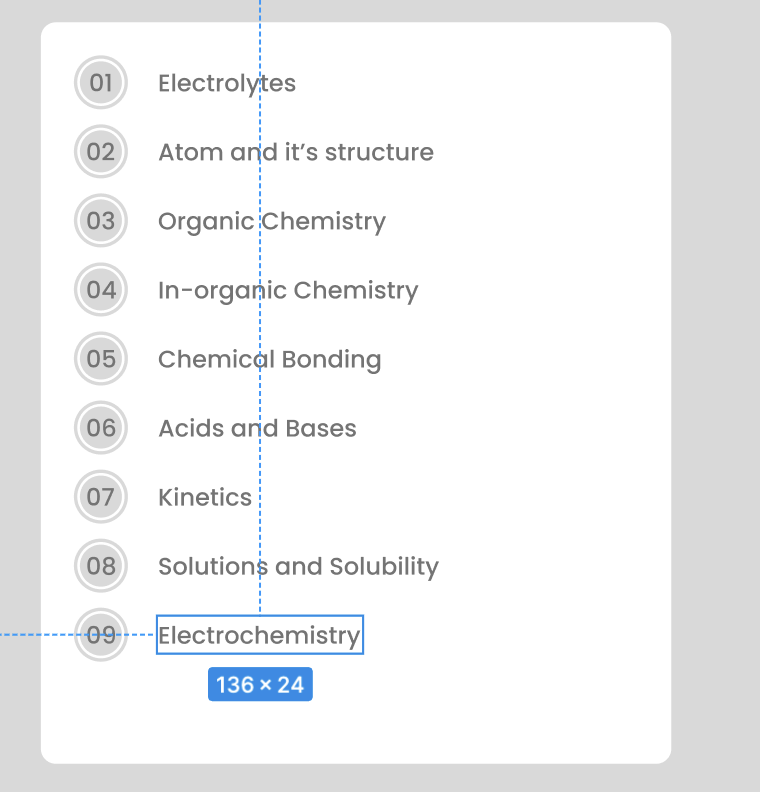 01 Electrolytes
02 Atom and it’s structure
03 Organic Chemistry
04 In-organic Chemistry
05 Chemical Bonding
06 Acids and Bases
07 Kinetics
08 Solutions and Solubility
09 Electrochemistry
136 × 24